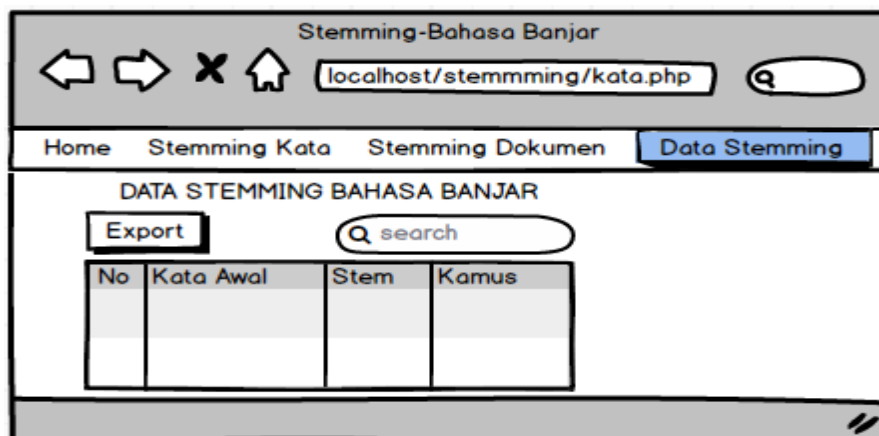 Stemming-Bahasa Banjar
localhost/stemmming/kata.php
Home Stemming Kata Stemming Dokumen Data Stemming
DATA STEMMING BAHASA BANJAR
Export search
No Kata Awal Stem Kamus